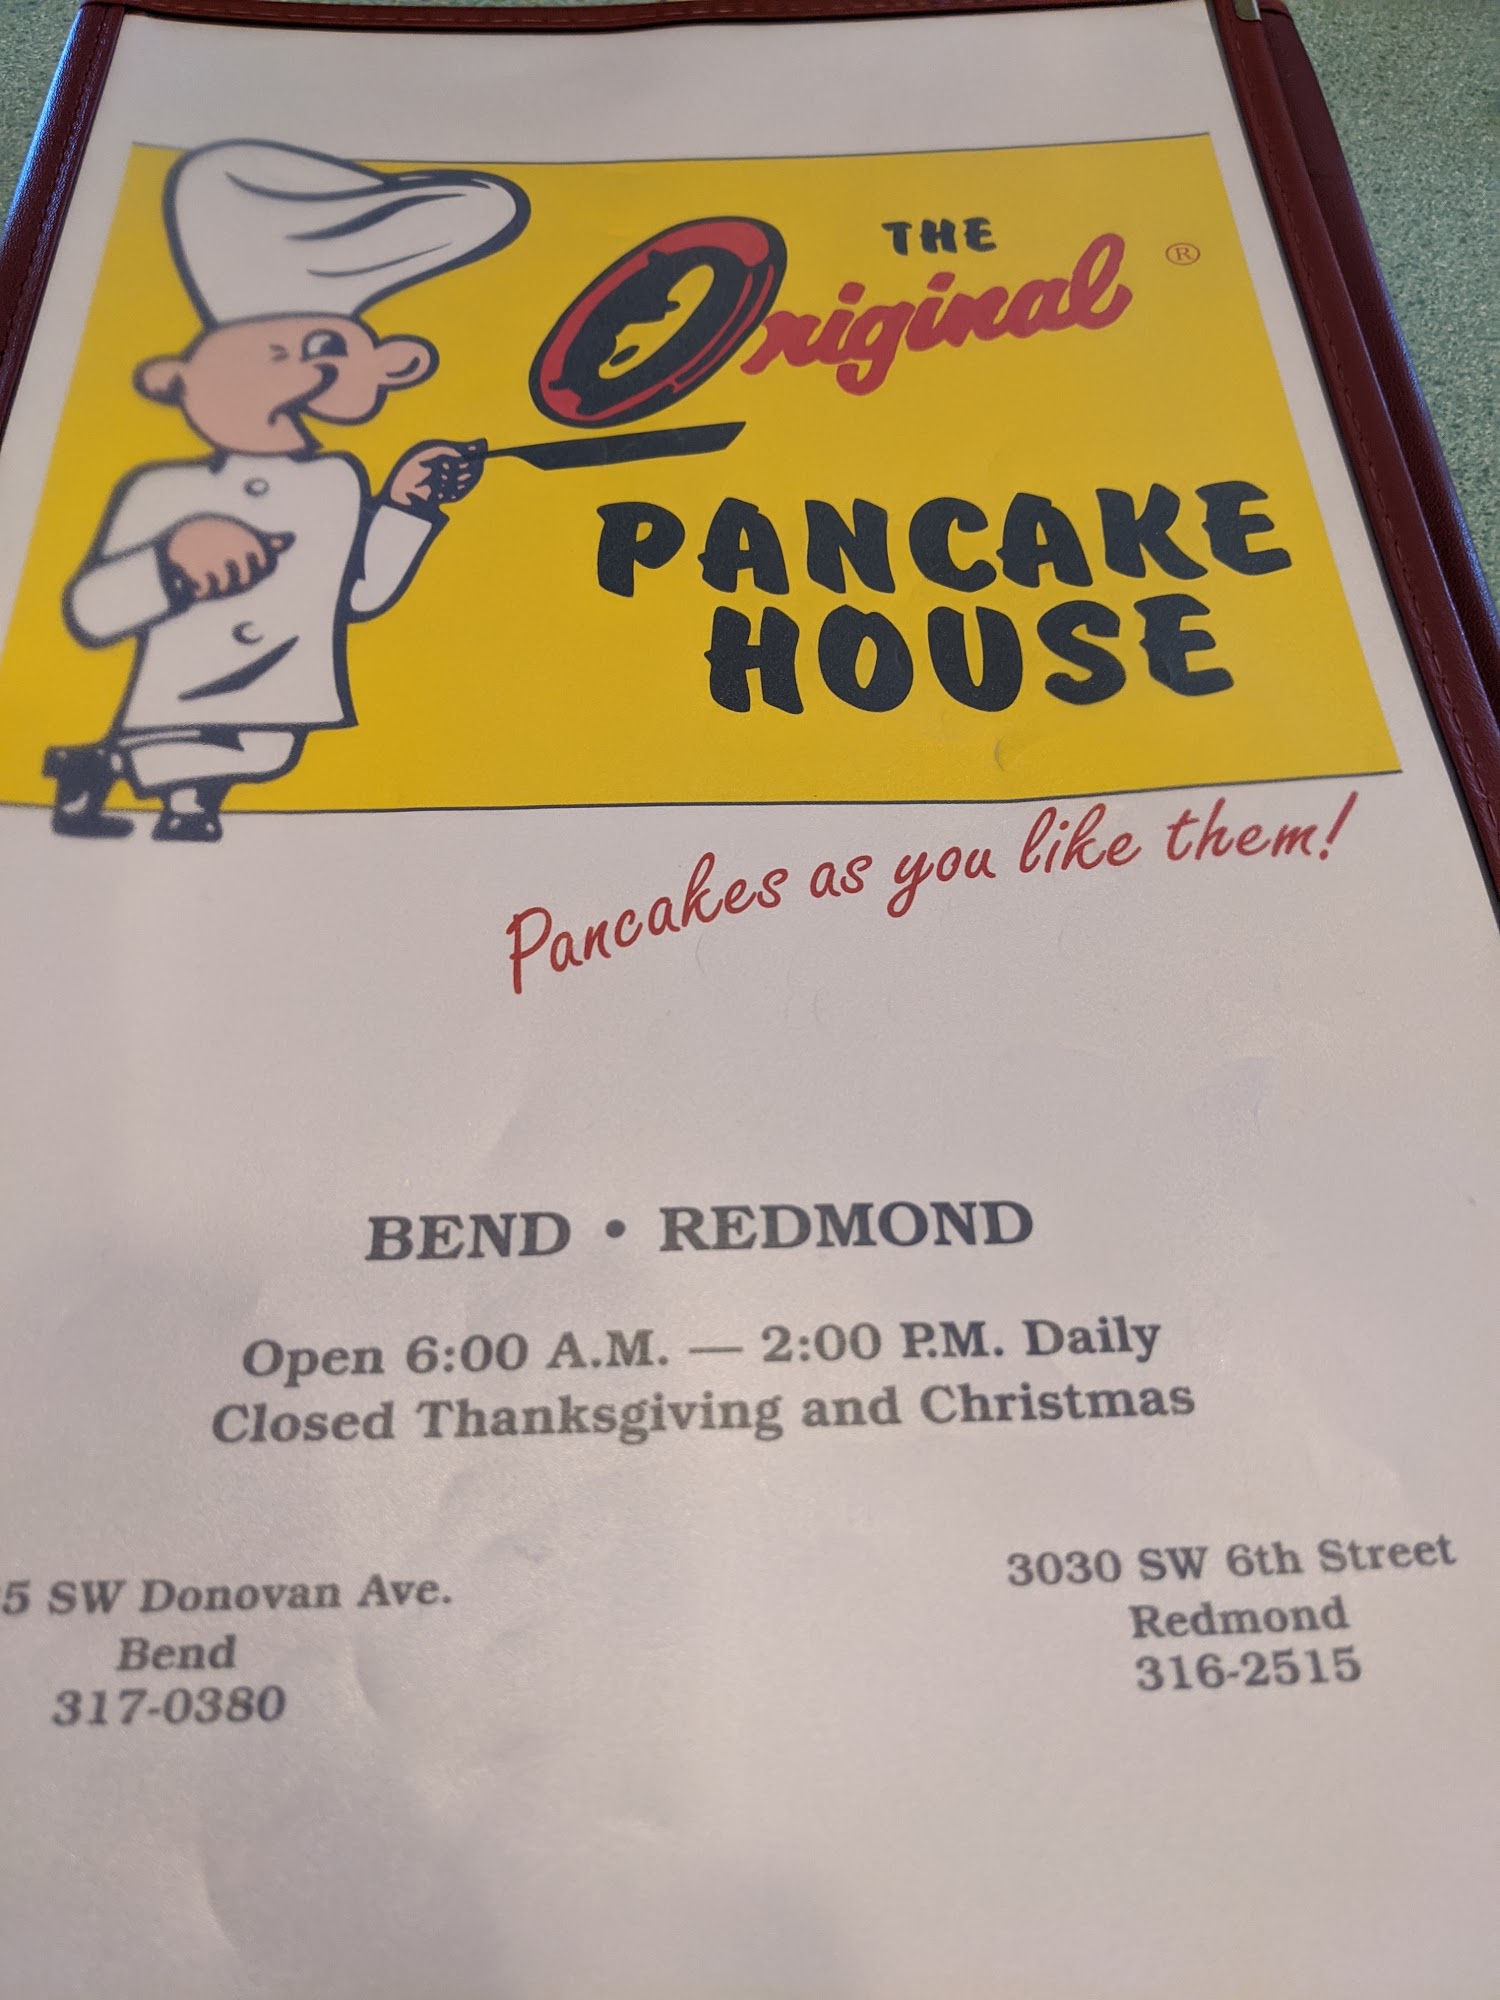 THE
Original ®
PANCAKE
HOUSE
Pancakes as you like them!
BEND • REDMOND
Open 6:00 A.M. — 2:00 P.M. Daily
Closed Thanksgiving and Christmas
SW Donovan Ave.
Bend
317-0380
3030 SW 6th Street
Redmond
316-2515